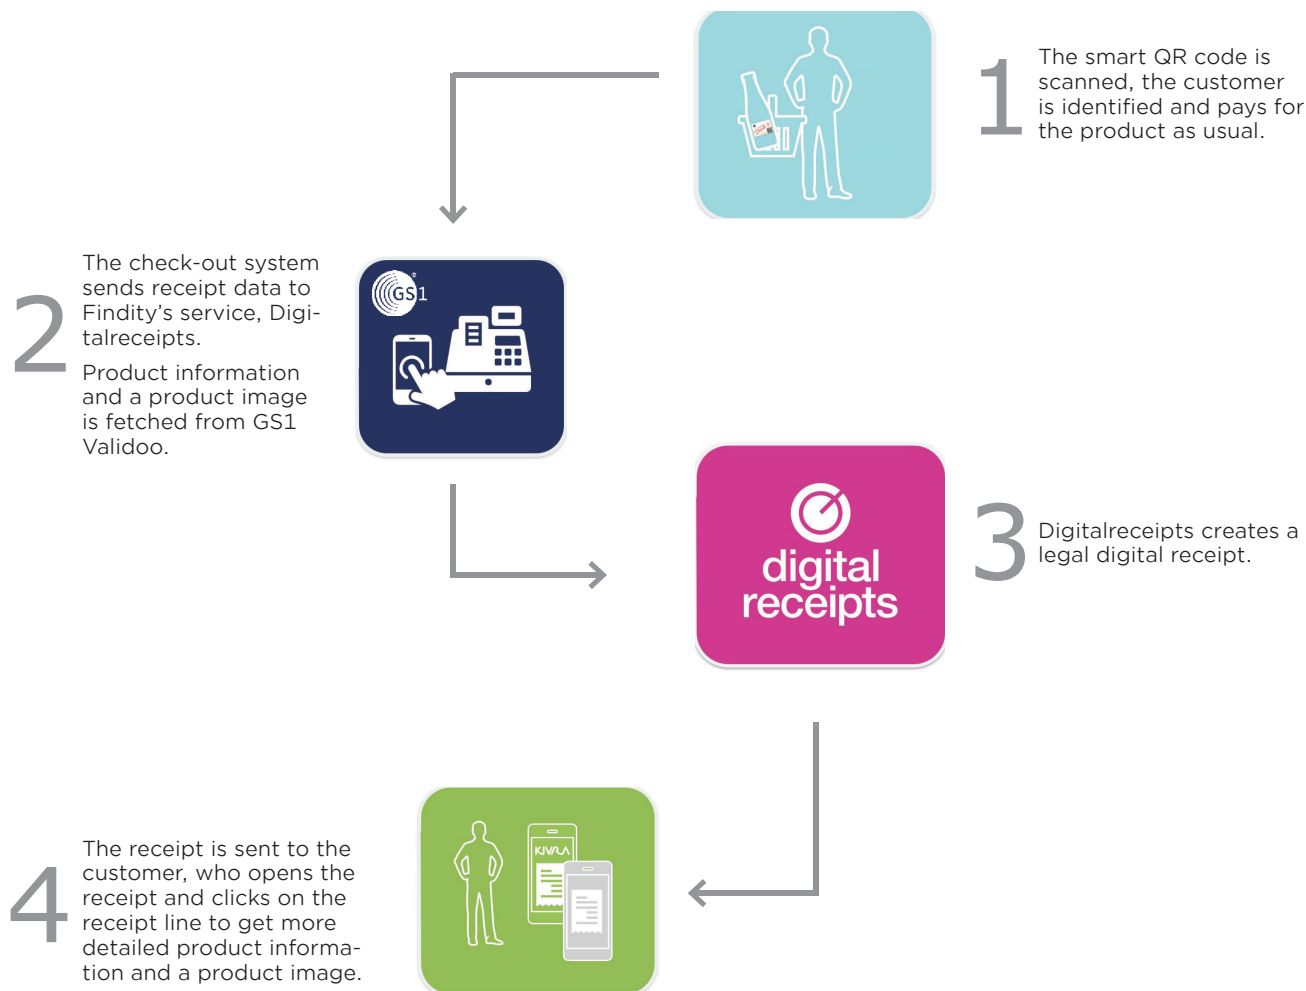 1
The smart QR code is
scanned, the customer
is identified and pays for
the product as usual.
2
The check-out system
sends receipt data to
Findity's service, Digi-
talreceipts.
Product information
and a product image
is fetched from GS1
Validoo.
GS1
®
digital
receipts
3
Digitalreceipts creates a
legal digital receipt.
4
The receipt is sent to the
customer, who opens the
receipt and clicks on the
receipt line to get more
detailed product informa-
tion and a product image.
KIVRA